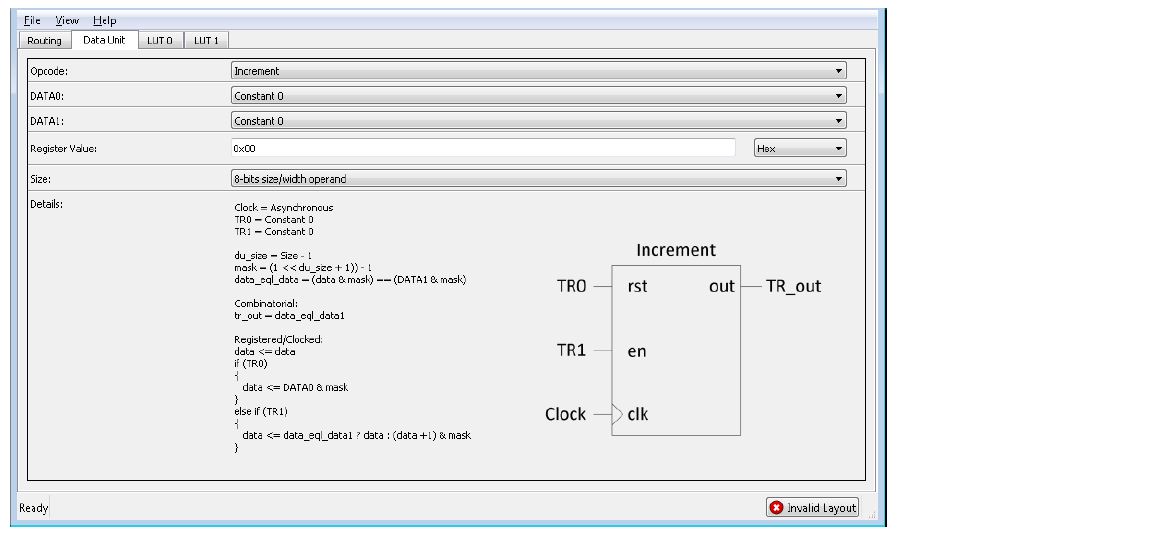 File View Help
Routing Data Unit LUT 0 LUT 1
Opcode: Increment
DATA0: Constant 0
DATA1: Constant 0
Register Value: 0x00 Hex
Size: 8-bits size/width operand
Details:
Clock = Asynchronous
TR0 = Constant 0
TR1 = Constant 0
du_size = Size - 1
mask = (1 << du_size + 1)) - 1
data_eql_data = (data & mask) == (DATA1 & mask)
Combinatorial:
tr_out = data_eql_data1
Registered/Clocked:
data <= data
if (TR0)
{
data <= DATA0 & mask
}
else if (TR1)
{
data <= data_eql_data1 ? data : (data +1) & mask
}
Increment
TR0 rst out TR_out
TR1 en
Clock clk
Ready Invalid Layout